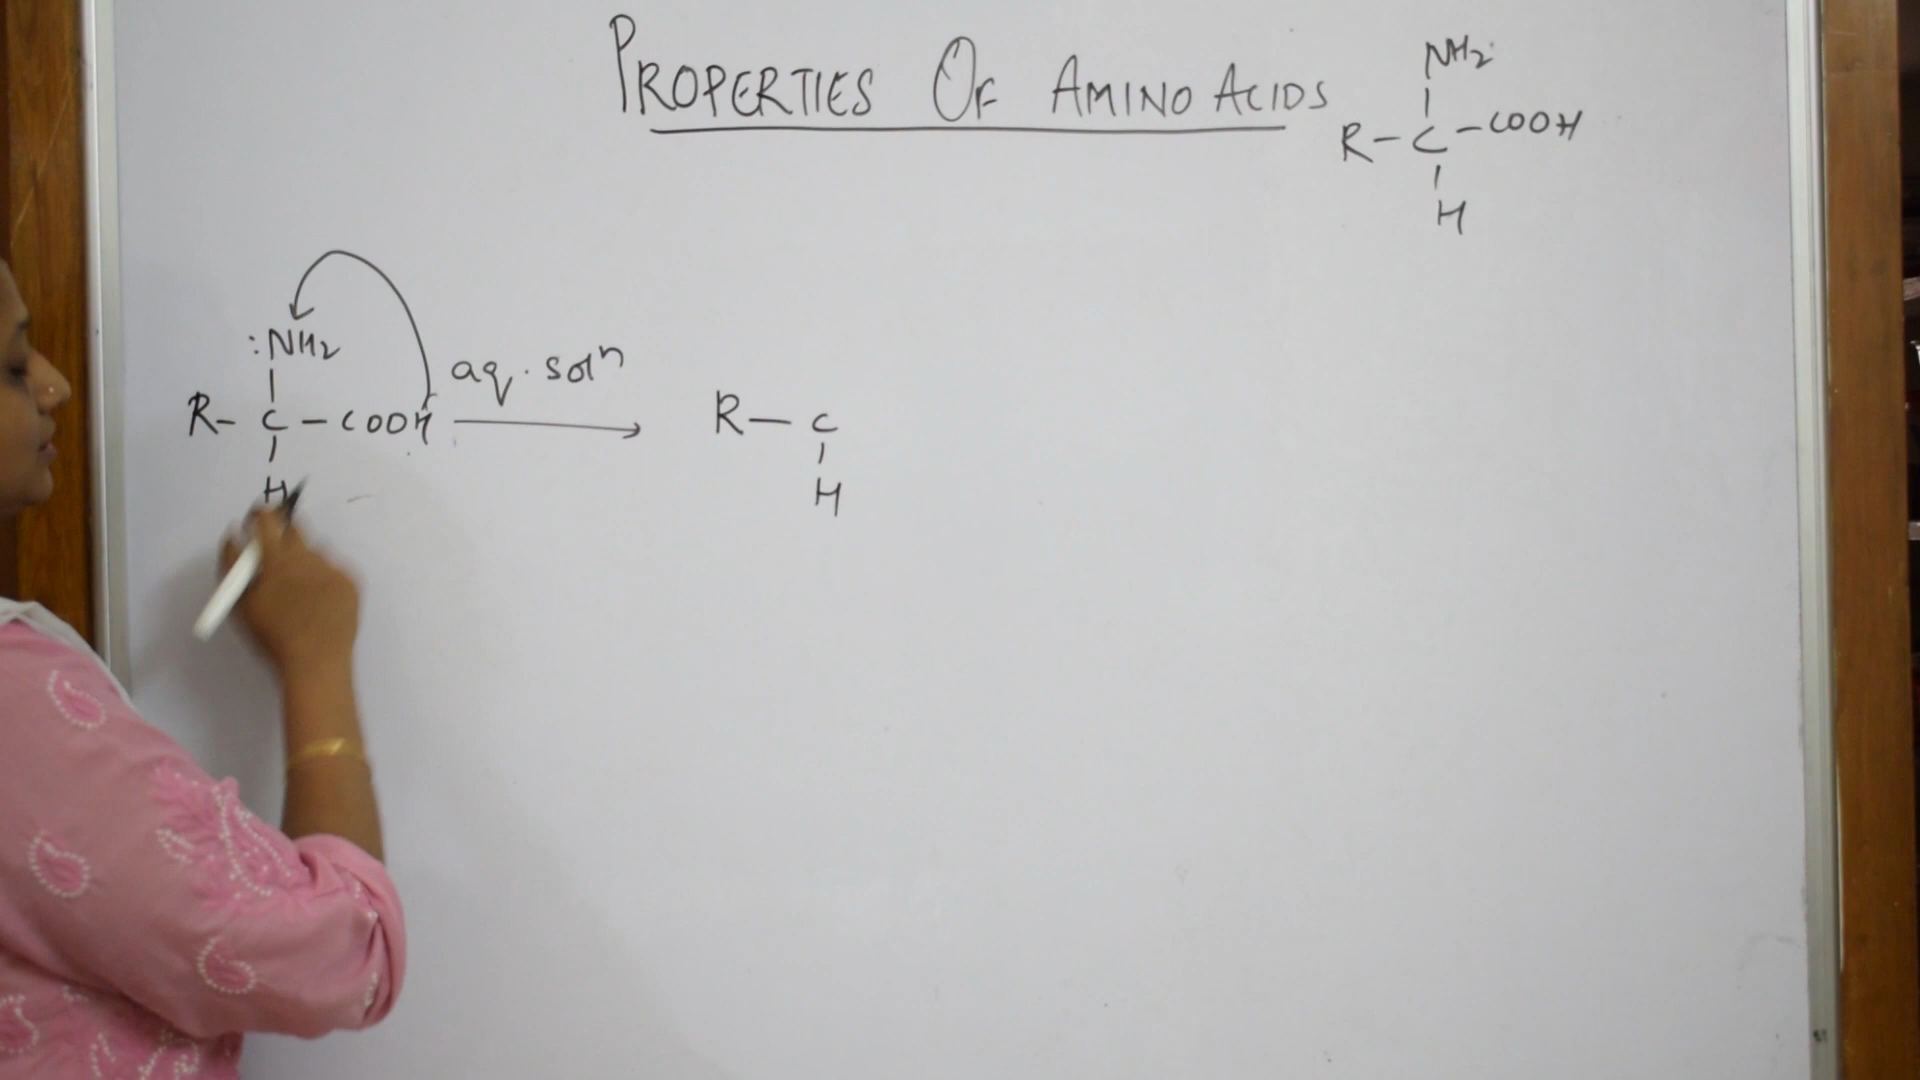 PROPERTIES OF AMINO ACIDS
NH2
R-C-COOH
H
:NH2
R-C-COOH
H
aq. solⁿ
R-C
H